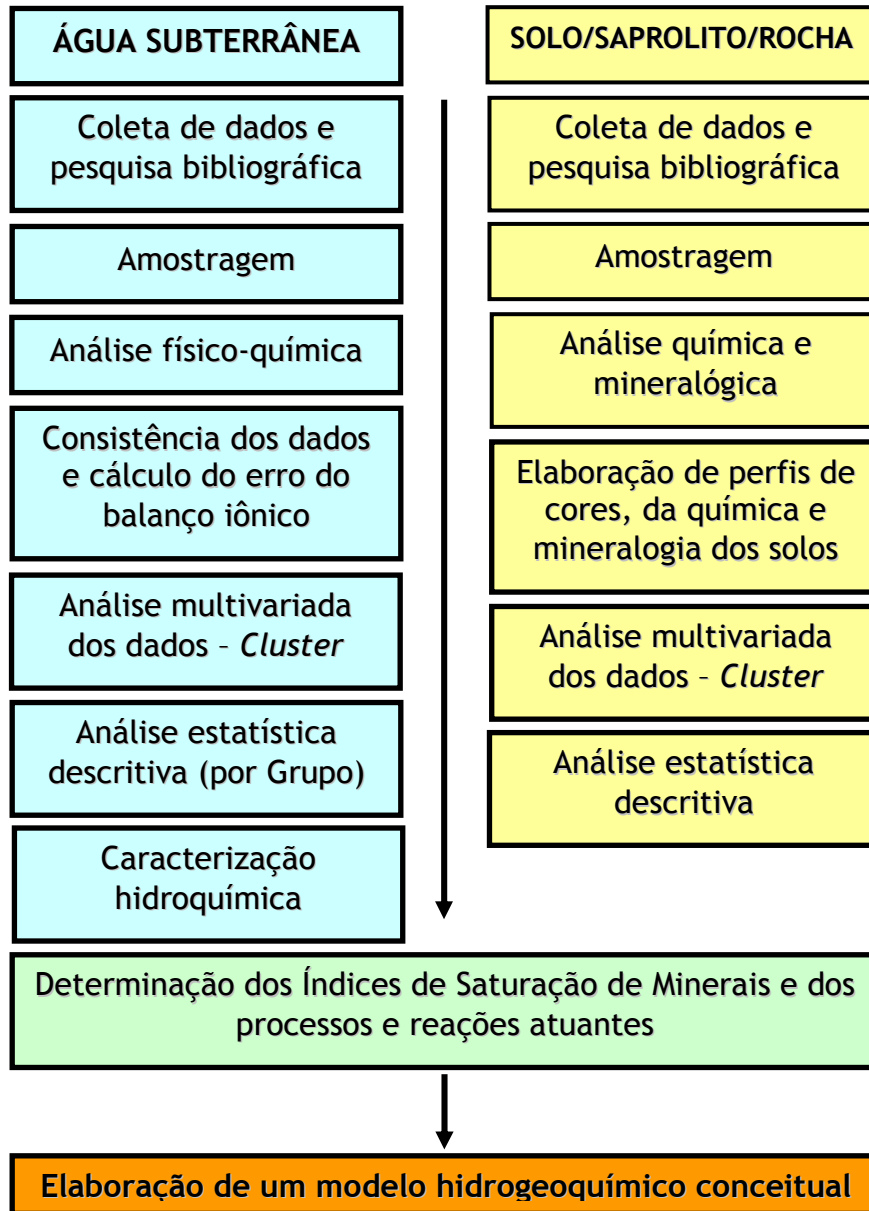 ÁGUA SUBTERRÂNEA
Coleta de dados e
pesquisa bibliográfica
Amostragem
Análise físico-química
Consistência dos dados
e cálculo do erro do
balanço iônico
Análise multivariada
dos dados – Cluster
Análise estatística
descritiva (por Grupo)
Caracterização
hidroquímica
SOLO/SAPROLITO/ROCHA
Coleta de dados e
pesquisa bibliográfica
Amostragem
Análise química e
mineralógica
Elaboração de perfis de
cores, da química e
mineralogia dos solos
Análise multivariada
dos dados – Cluster
Análise estatística
descritiva
Determinação dos Índices de Saturação de Minerais e dos
processos e reações atuantes
Elaboração de um modelo hidrogeoquímico conceitual